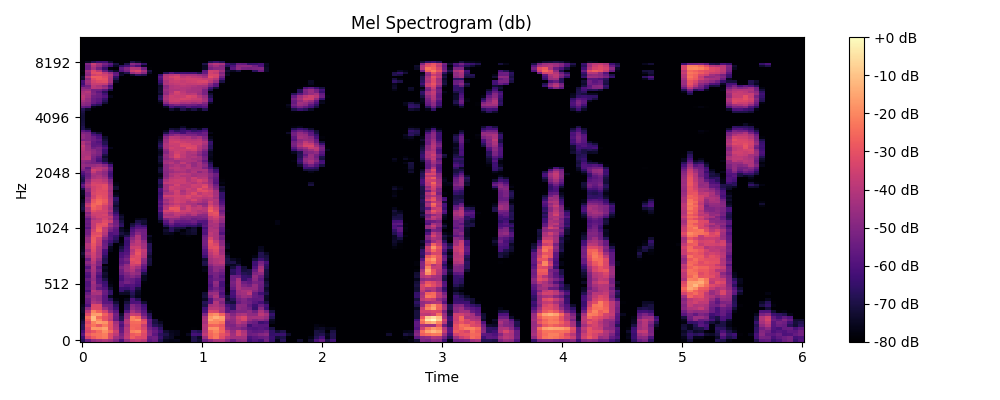 Mel Spectrogram (db)
Hz
8192
4096
2048
1024
512
0
0 1 2 3 4 5 6
Time
+0 dB
-10 dB
-20 dB
-30 dB
-40 dB
-50 dB
-60 dB
-70 dB
-80 dB